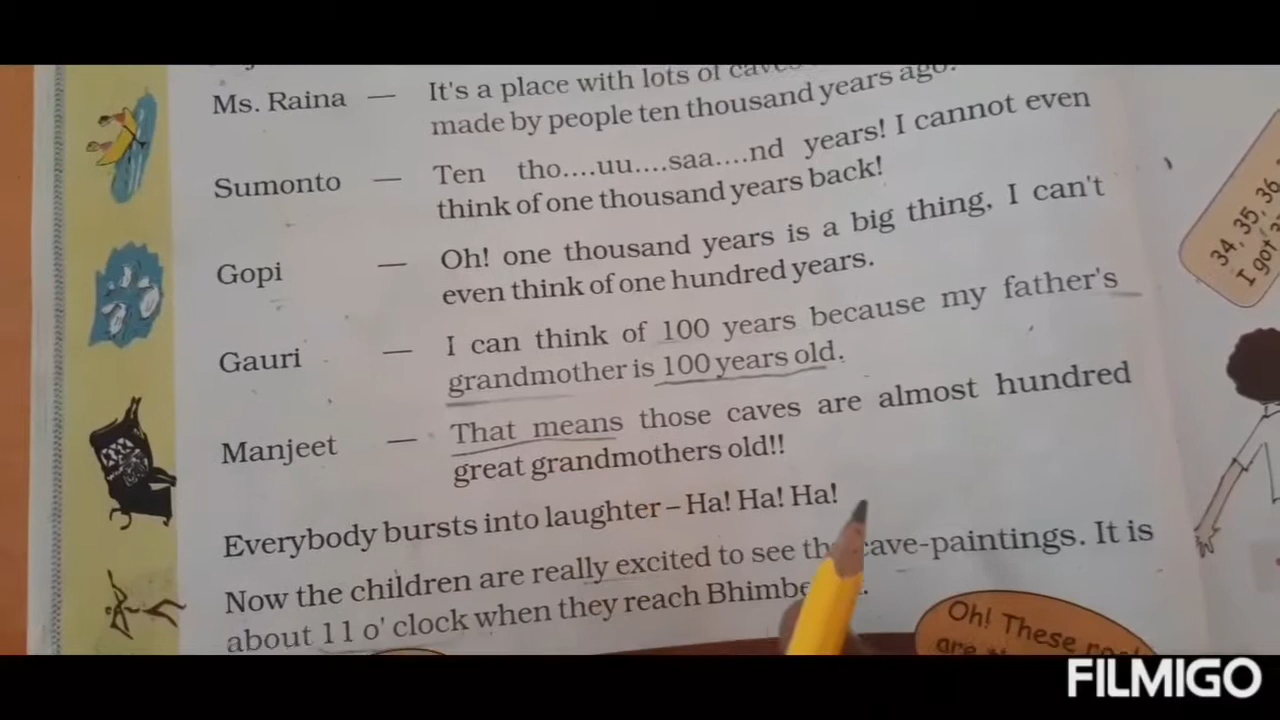 Ms. Raina — It's a place with lots of caves
made by people ten thousand years ago.
Sumonto — Ten tho....uu....saa....nd years! I cannot even
think of one thousand years back!
Gopi — Oh! one thousand years is a big thing, I can't
even think of one hundred years.
Gauri — I can think of 100 years because my father's
grandmother is 100 years old.
Manjeet — That means those caves are almost hundred
great grandmothers old!!
Everybody bursts into laughter – Ha! Ha! Ha!
Now the children are really excited to see the cave-paintings. It is
about 11 o' clock when they reach
34, 35, 36
I got
Oh! These
are
FILMIGO